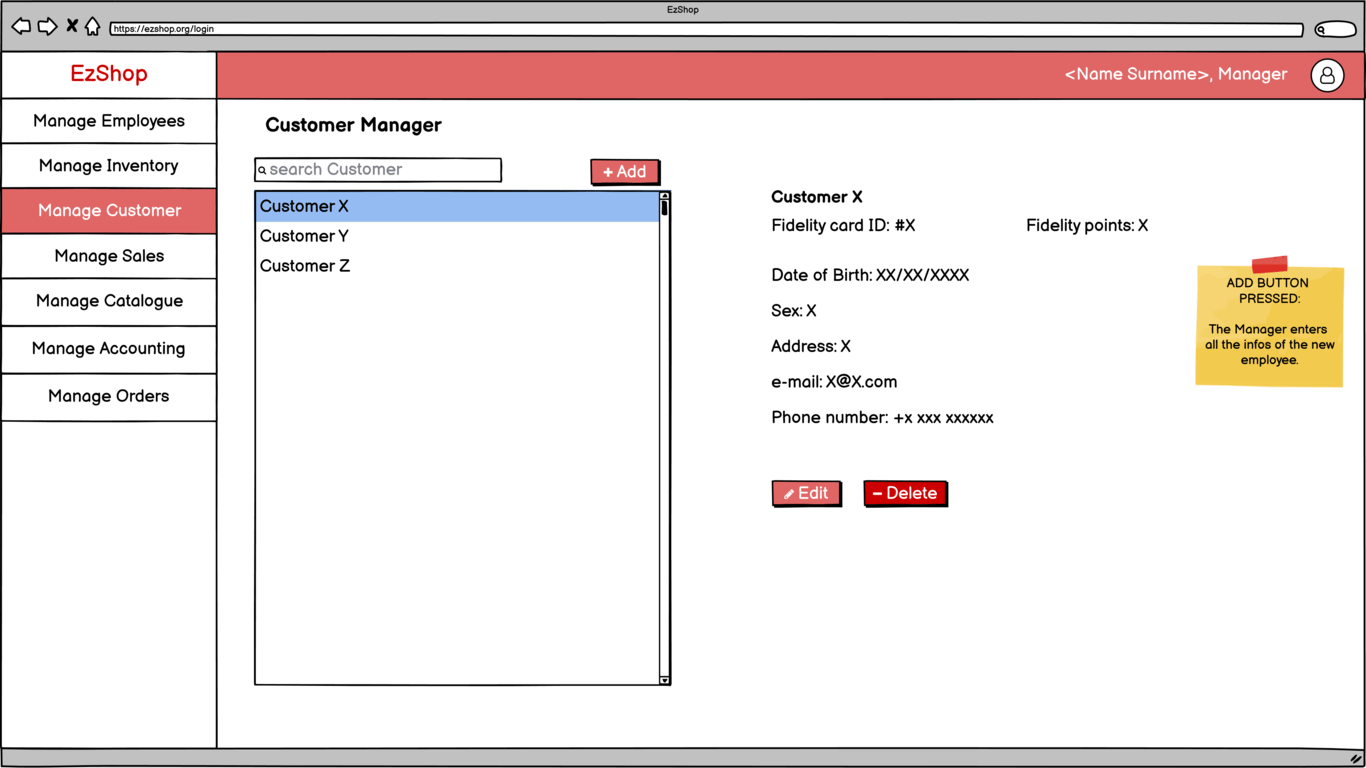 EzShop
https://ezshop.org/login
EzShop
<Name Surname>, Manager
Manage Employees
Manage Inventory
Manage Customer
Manage Sales
Manage Catalogue
Manage Accounting
Manage Orders
Customer Manager
search Customer
+ Add
Customer X
Customer Y
Customer Z
Customer X
Fidelity card ID: #X
Fidelity points: X
Date of Birth: XX/XX/XXXX
Sex: X
Address: X
e-mail: X@X.com
Phone number: +x xxx xxxxxx
Edit
− Delete
ADD BUTTON
PRESSED:
The Manager enters
all the infos of the new
employee.